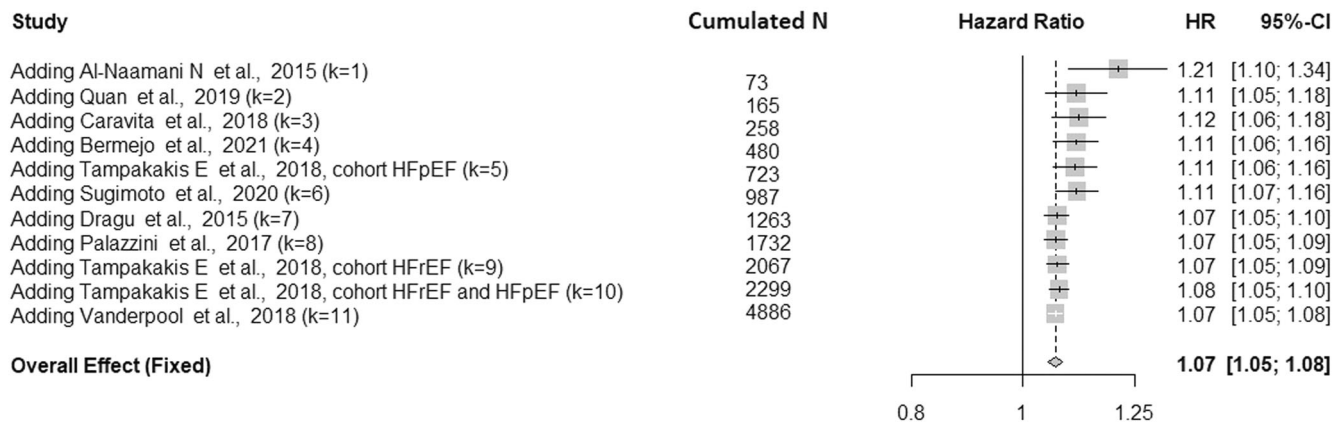 Study Cumulated N Hazard Ratio HR 95%-CI
Adding Al-Naamani N et al., 2015 (k=1) 73 1.21 [1.10; 1.34]
Adding Quan et al., 2019 (k=2) 165 1.11 [1.05; 1.18]
Adding Caravita et al., 2018 (k=3) 258 1.12 [1.06; 1.18]
Adding Bermejo et al., 2021 (k=4) 480 1.11 [1.06; 1.16]
Adding Tampakakis E et al., 2018, cohort HFpEF (k=5) 723 1.11 [1.06; 1.16]
Adding Sugimoto et al., 2020 (k=6) 987 1.11 [1.07; 1.16]
Adding Dragu et al., 2015 (k=7) 1263 1.07 [1.05; 1.10]
Adding Palazzini et al., 2017 (k=8) 1732 1.07 [1.05; 1.09]
Adding Tampakakis E et al., 2018, cohort HFrEF (k=9) 2067 1.07 [1.05; 1.09]
Adding Tampakakis E et al., 2018, cohort HFrEF and HFpEF (k=10) 2299 1.08 [1.05; 1.10]
Adding Vanderpool et al., 2018 (k=11) 4886 1.07 [1.05; 1.08]
Overall Effect (Fixed) 1.07 [1.05; 1.08]
0.8 1 1.25